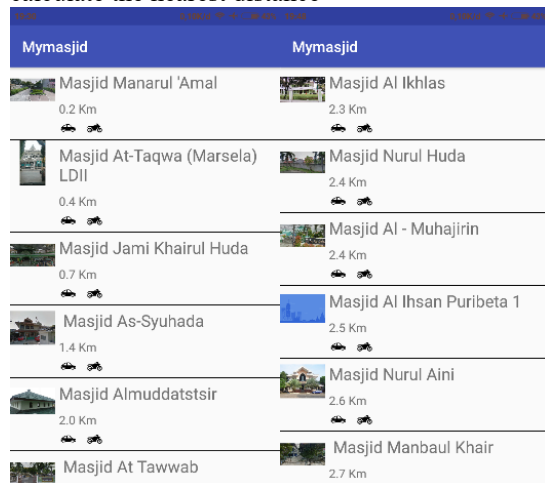 Mymasjid
Masjid Manarul 'Amal
0.2 Km
Masjid At-Taqwa (Marsela)
LDII
0.4 Km
Masjid Jami Khairul Huda
0.7 Km
Masjid As-Syuhada
1.4 Km
Masjid Almuddatstsir
2.0 Km
Masjid At Tawwab
Mymasjid
Masjid Al Ikhlas
2.3 Km
Masjid Nurul Huda
2.4 Km
Masjid Al - Muhajirin
2.4 Km
Masjid Al Ihsan Puribeta 1
2.5 Km
Masjid Nurul Aini
2.6 Km
Masjid Manbaul Khair
2.7 Km